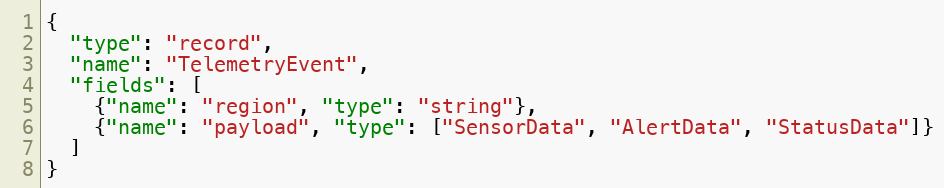 1 {
2   "type": "record",
3   "name": "TelemetryEvent",
4   "fields": [
5     {"name": "region", "type": "string"},
6     {"name": "payload", "type": ["SensorData", "AlertData", "StatusData"]}
7   ]
8 }